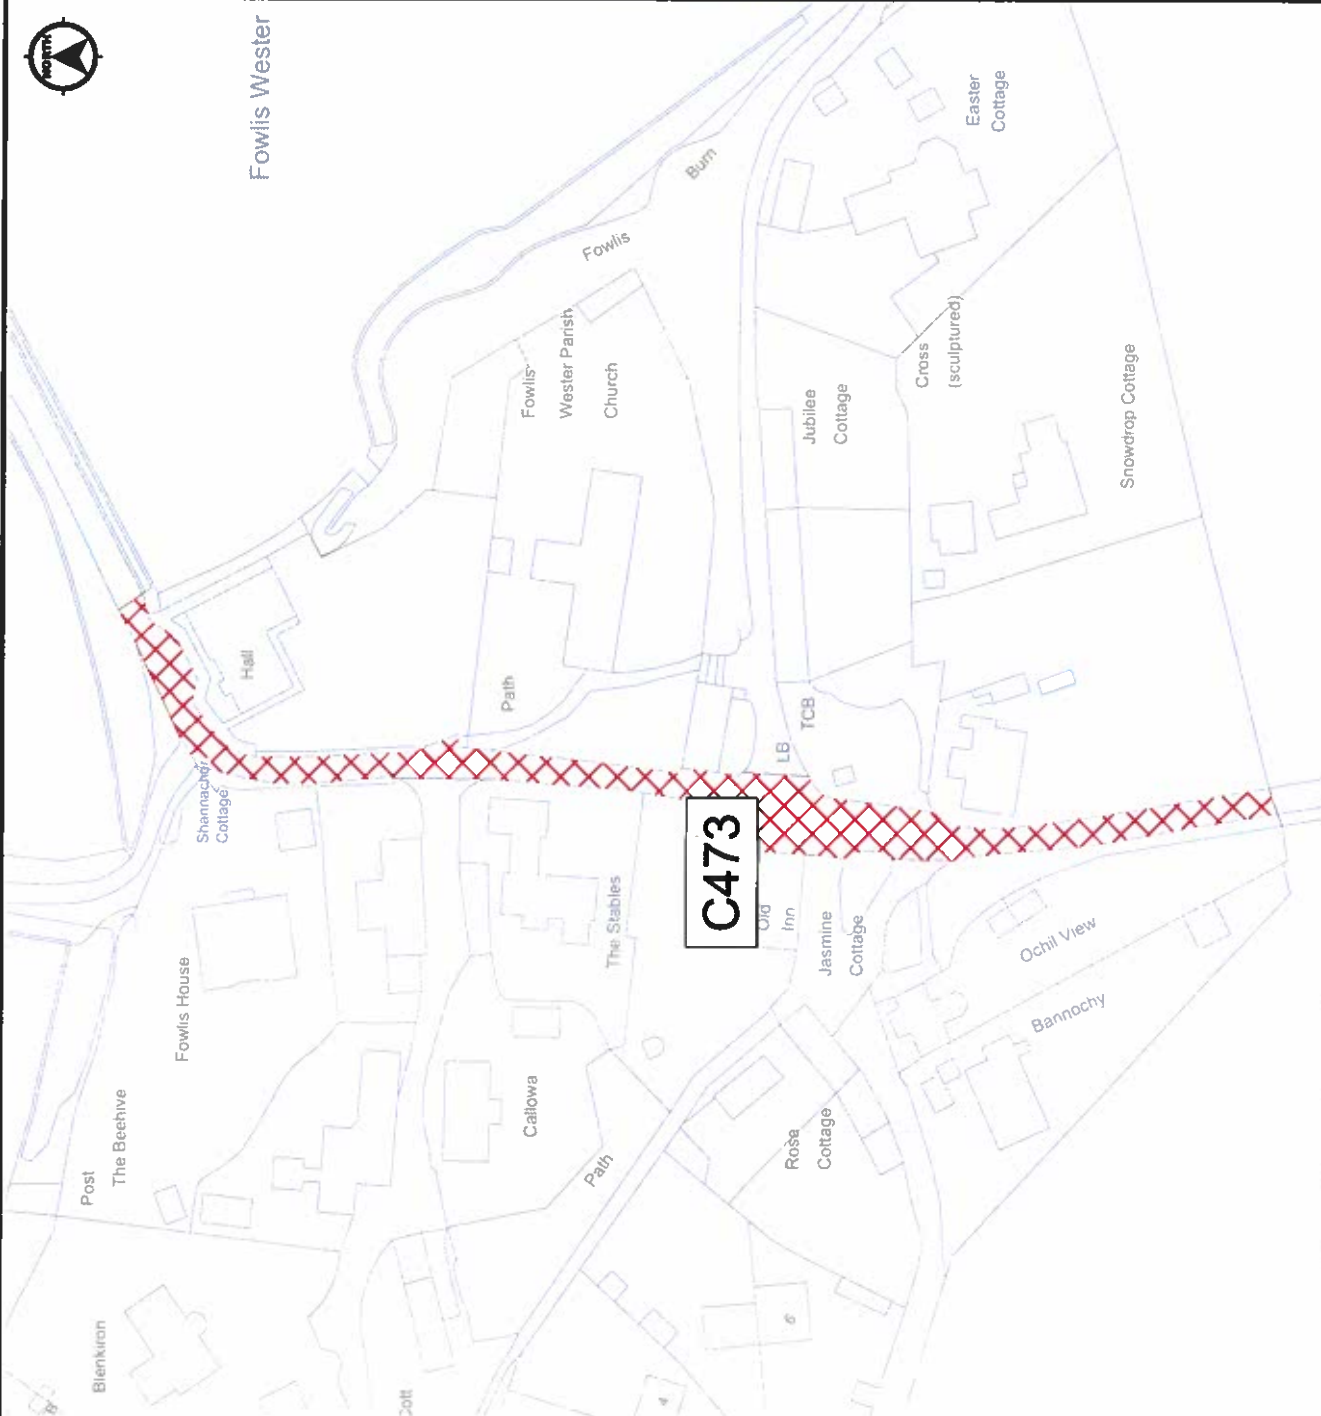 NORTH
Fowlis Wester
Easter
Cottage
Burn
Fowlis
Fowlis
Wester Parish
Church
Cross
(sculptured)
Jubilee
Cottage
Snowdrop Cottage
Hall
Path
TCB
LB
Shannachor
Cottage
C473
The Stables
Old
Inn
Jasmine
Cottage
Ochil View
Bannochy
Fowlis House
The Beehive
Post
Callowa
Path
Rose
Cottage
Blenkiron
Cott
6
4